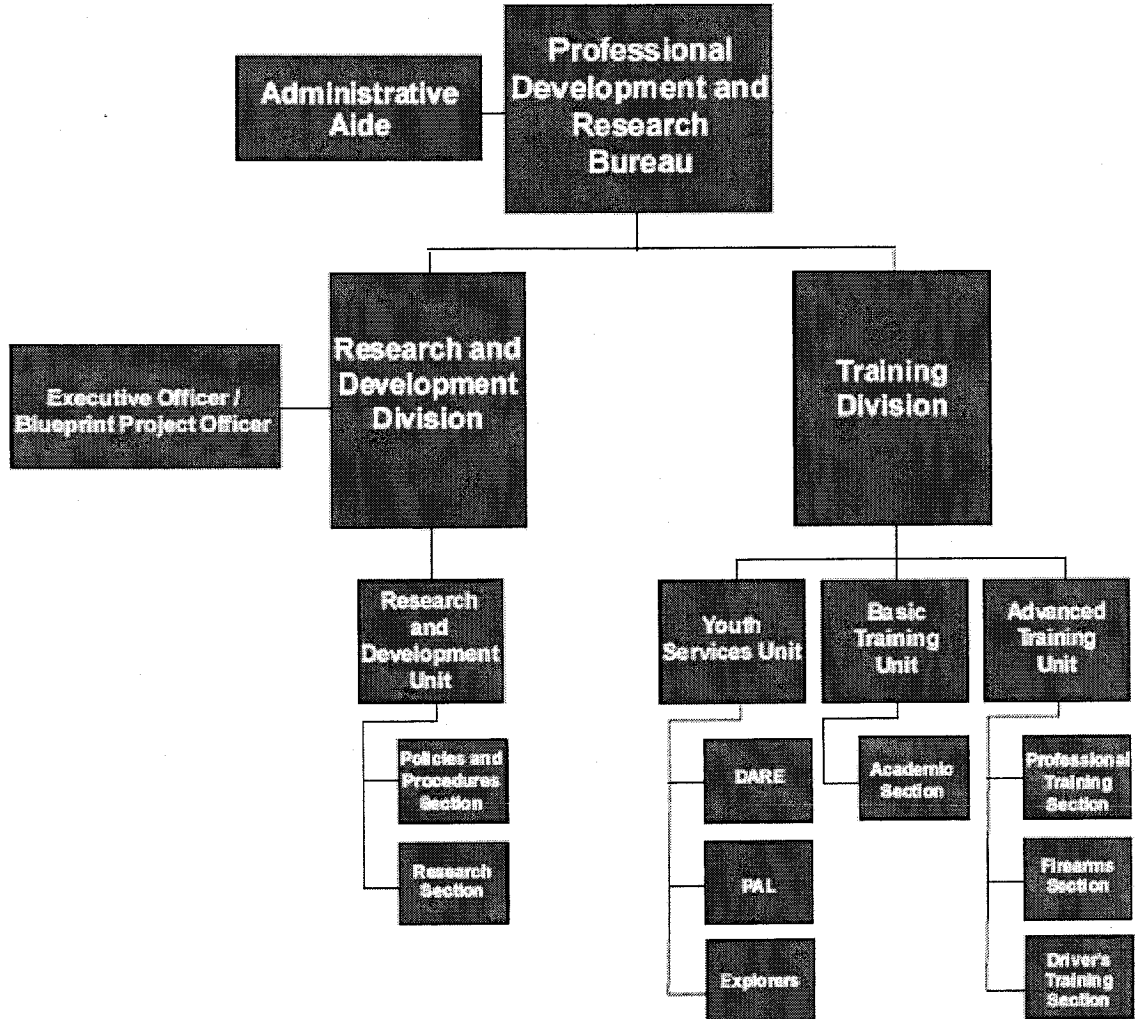 Professional
Development and
Research
Bureau
Administrative
Aide
Research and
Development
Division
Training
Division
Executive Officer /
Blueprint Project Officer
Research
and
Development
Unit
Youth
Services Unit
Basic
Training
Unit
Advanced
Training
Unit
Policies and
Procedures
Section
Research
Section
DARE
PAL
Explorers
Academic
Section
Professional
Training
Section
Firearms
Section
Driver's
Training
Section